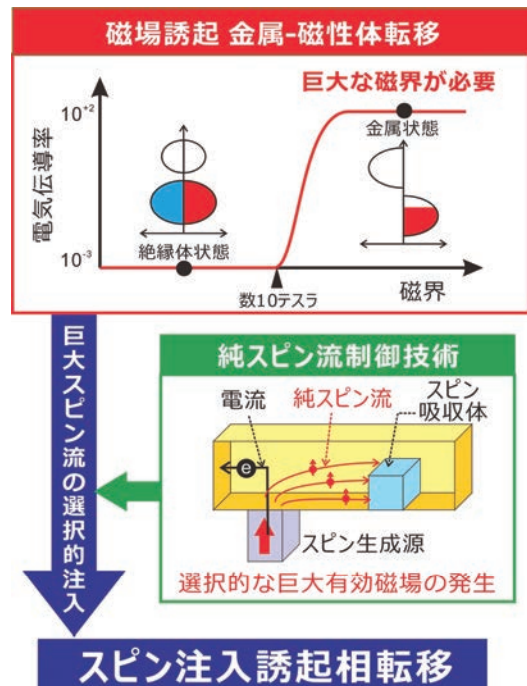 磁場誘起 金属-磁性体転移
巨大な磁界が必要
10+2
金属状態
電気伝導率
絶縁体状態
10-3
数10テスラ
磁界
巨大スピン流の選択的注入
純スピン流制御技術
電流
純スピン流
スピン
吸収体
e
スピン生成源
選択的な巨大有効磁場の発生
スピン注入誘起相転移